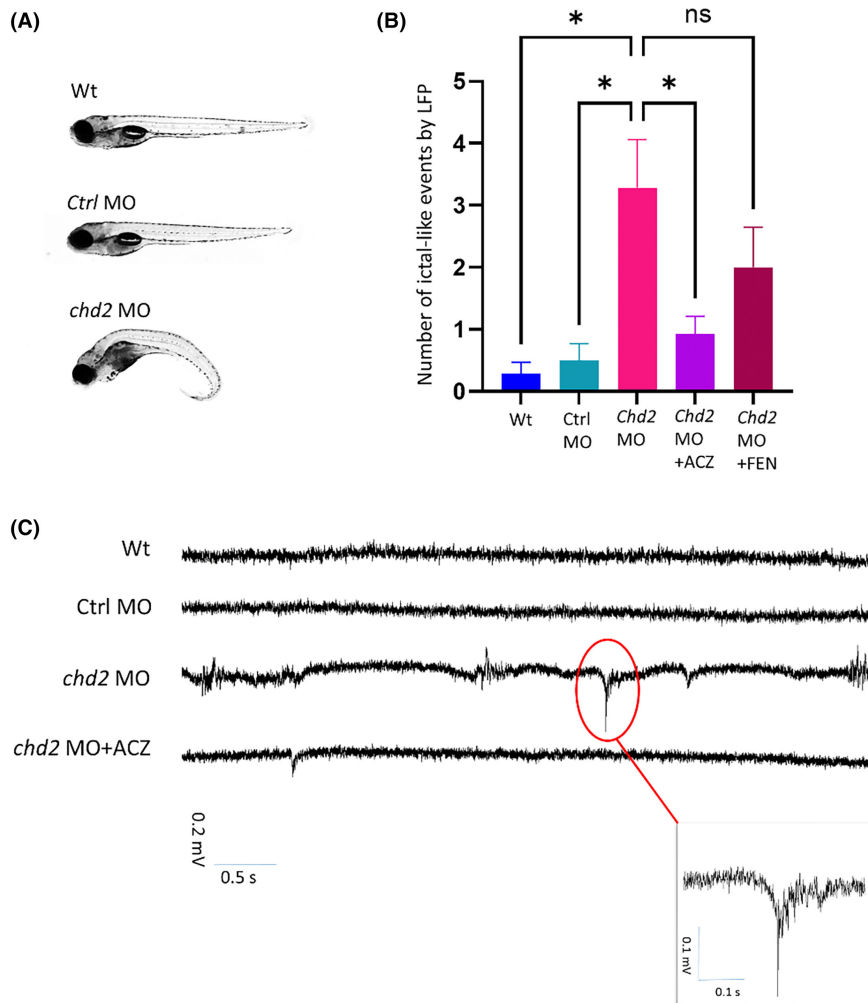 (A)
Wt
Ctrl MO
chd2 MO
(B)
* ns
* *
Number of ictal-like events by LFP
5
4
3
2
1
0
Wt
Ctrl
MO
Chd2
MO
Chd2
MO
+ACZ
Chd2
MO
+FEN
(C)
Wt
Ctrl MO
chd2 MO
chd2 MO+ACZ
0.2 mV
0.5 s
0.1 mV
0.1 s